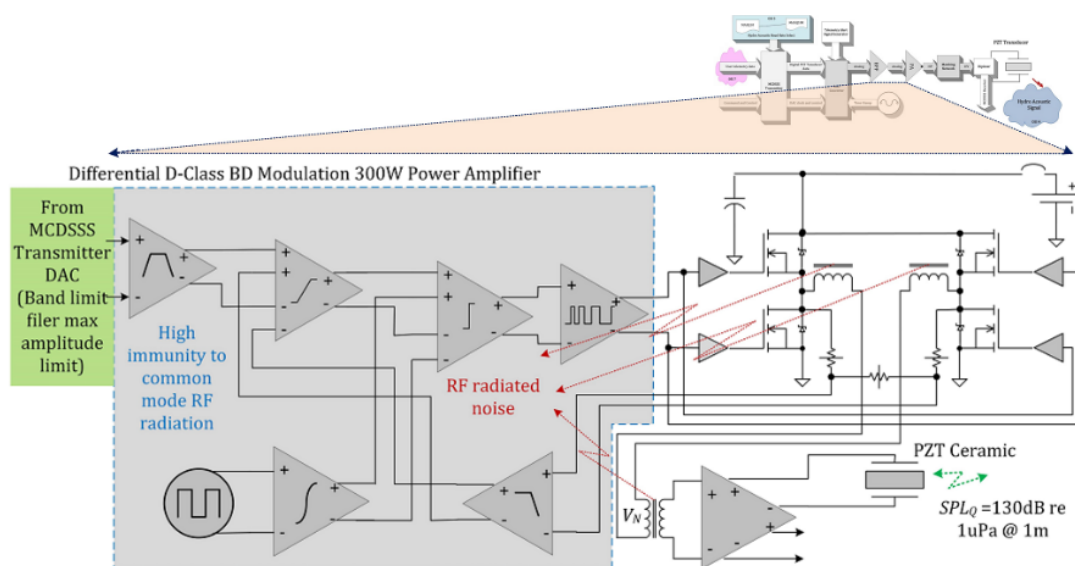 PZT Transducer
Hydro Acoustic
Signal
Differential D-Class BD Modulation 300W Power Amplifier
From
MCDSSS
Transmitter
DAC
(Band limit
filer max
amplitude
limit)
High
immunity to
common
mode RF
radiation
RF radiated
noise
V_N
PZT Ceramic
SPL_Q =130dB re
1uPa @ 1m